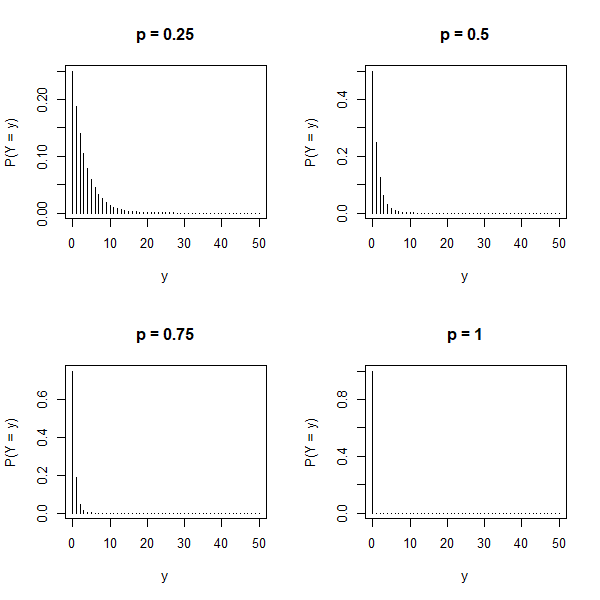 p = 0.25
P(Y = y)
0.00 0.10 0.20
0 10 20 30 40 50
y
p = 0.5
P(Y = y)
0.0 0.2 0.4
0 10 20 30 40 50
y
p = 0.75
P(Y = y)
0.0 0.2 0.4 0.6
0 10 20 30 40 50
y
p = 1
P(Y = y)
0.0 0.4 0.8
0 10 20 30 40 50
y